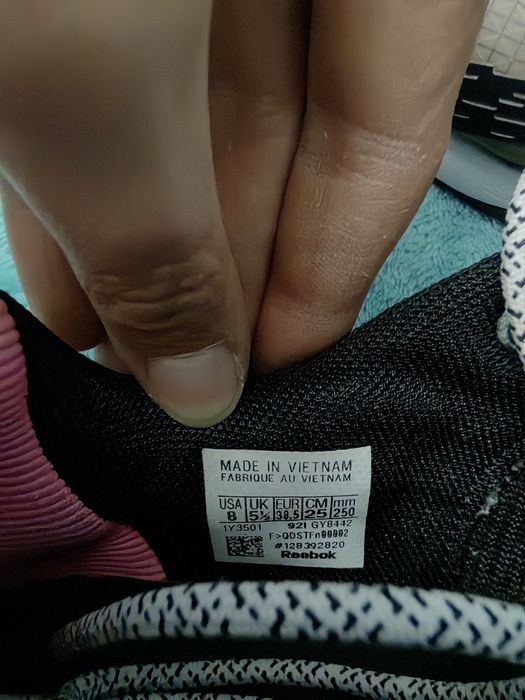 MADE IN VIETNAM
FABRIQUE AU VIETNAM
USA UK EUR CM mm
8 5½ 38.5 25 250
1Y3501 921 GY8442
F>QDSTFn00002
#128392820
Reebok